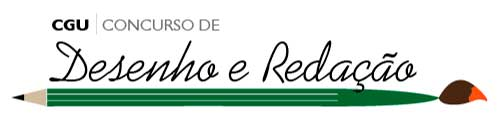 CGU | CONCURSO DE
Desenho e Redação